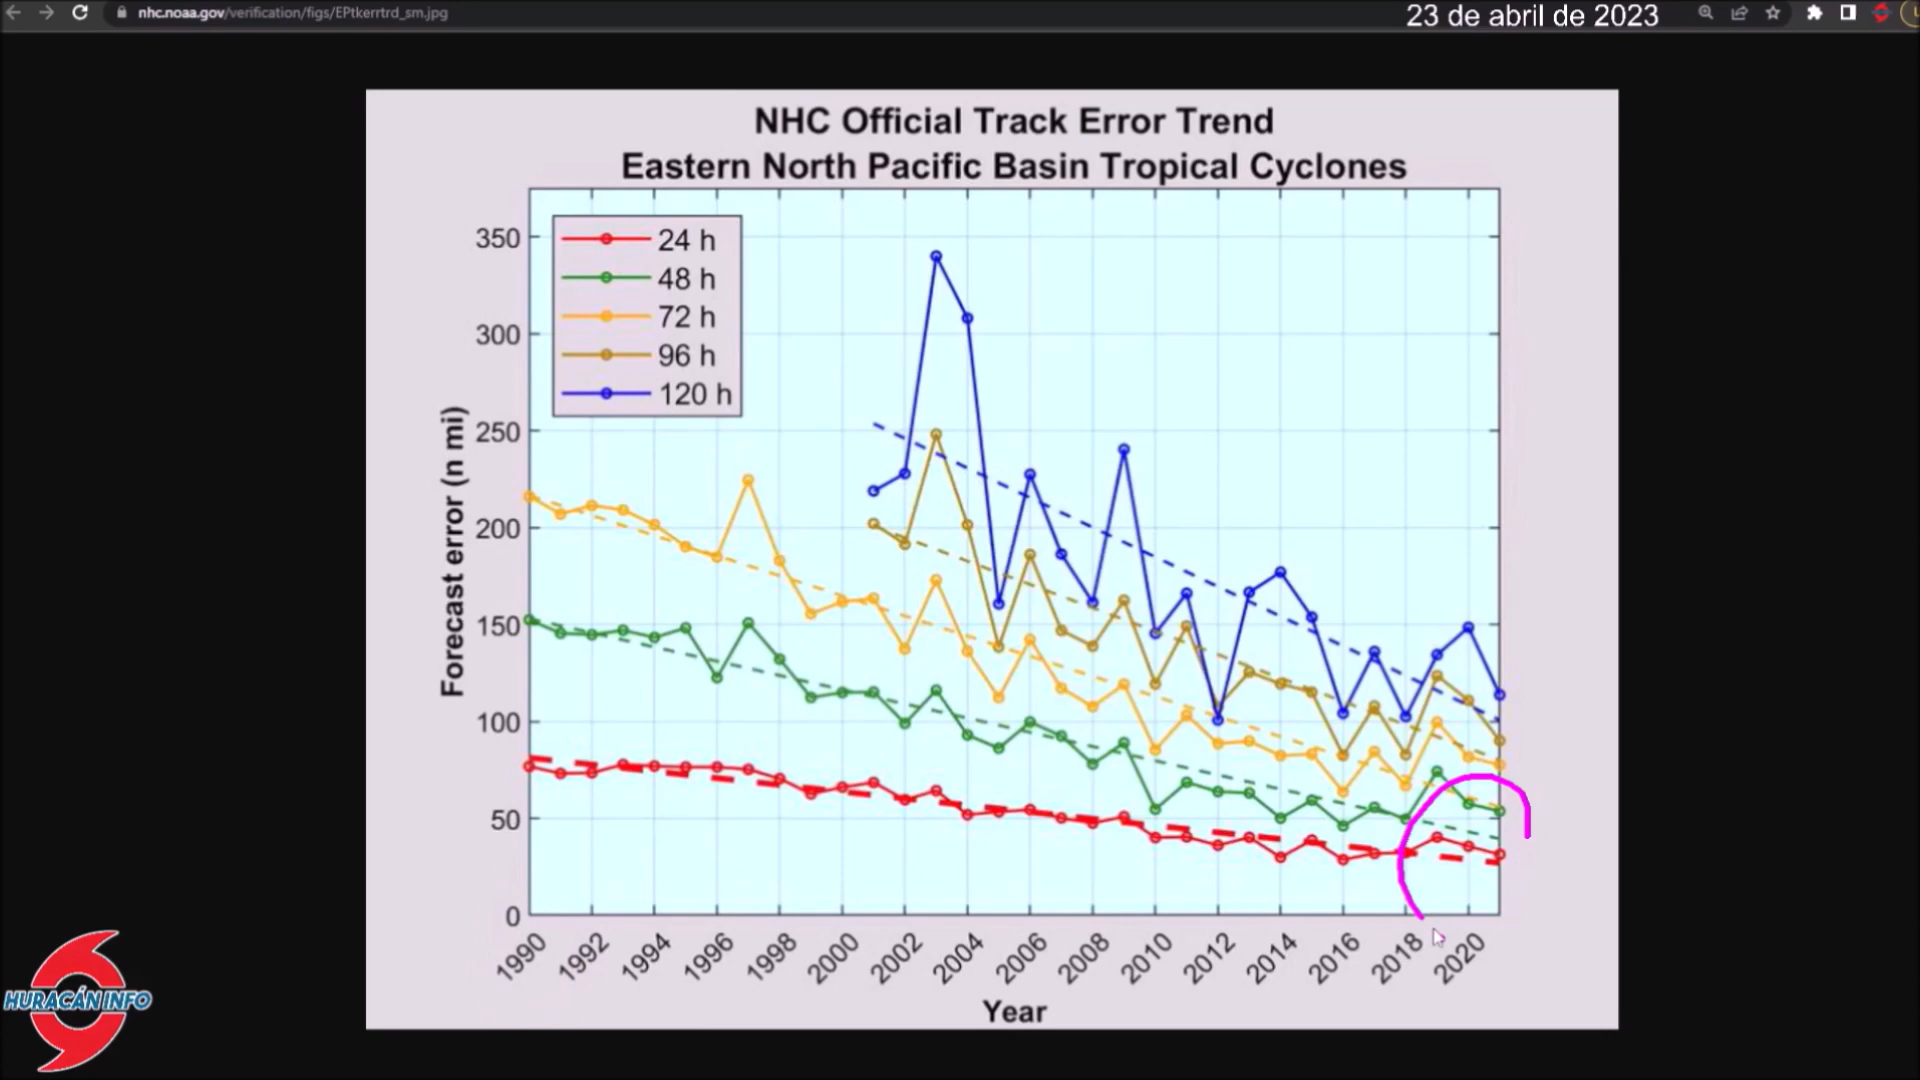 nhc.noaa.gov/verification/figs/EPtkerrtrd_sm.jpg
23 de abril de 2023
NHC Official Track Error Trend
Eastern North Pacific Basin Tropical Cyclones
24 h
48 h
72 h
96 h
120 h
Forecast error (n mi)
350
300
250
200
150
100
50
0
1990 1992 1994 1996 1998 2000 2002 2004 2006 2008 2010 2012 2014 2016 2018 2020
Year
HURACÁN INFO